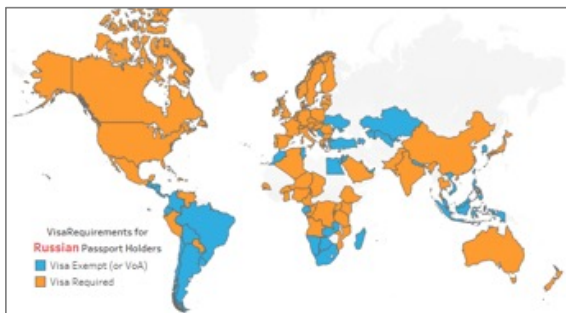 VisaRequirements for
Russian Passport Holders
Visa Exempt (or VoA)
Visa Required